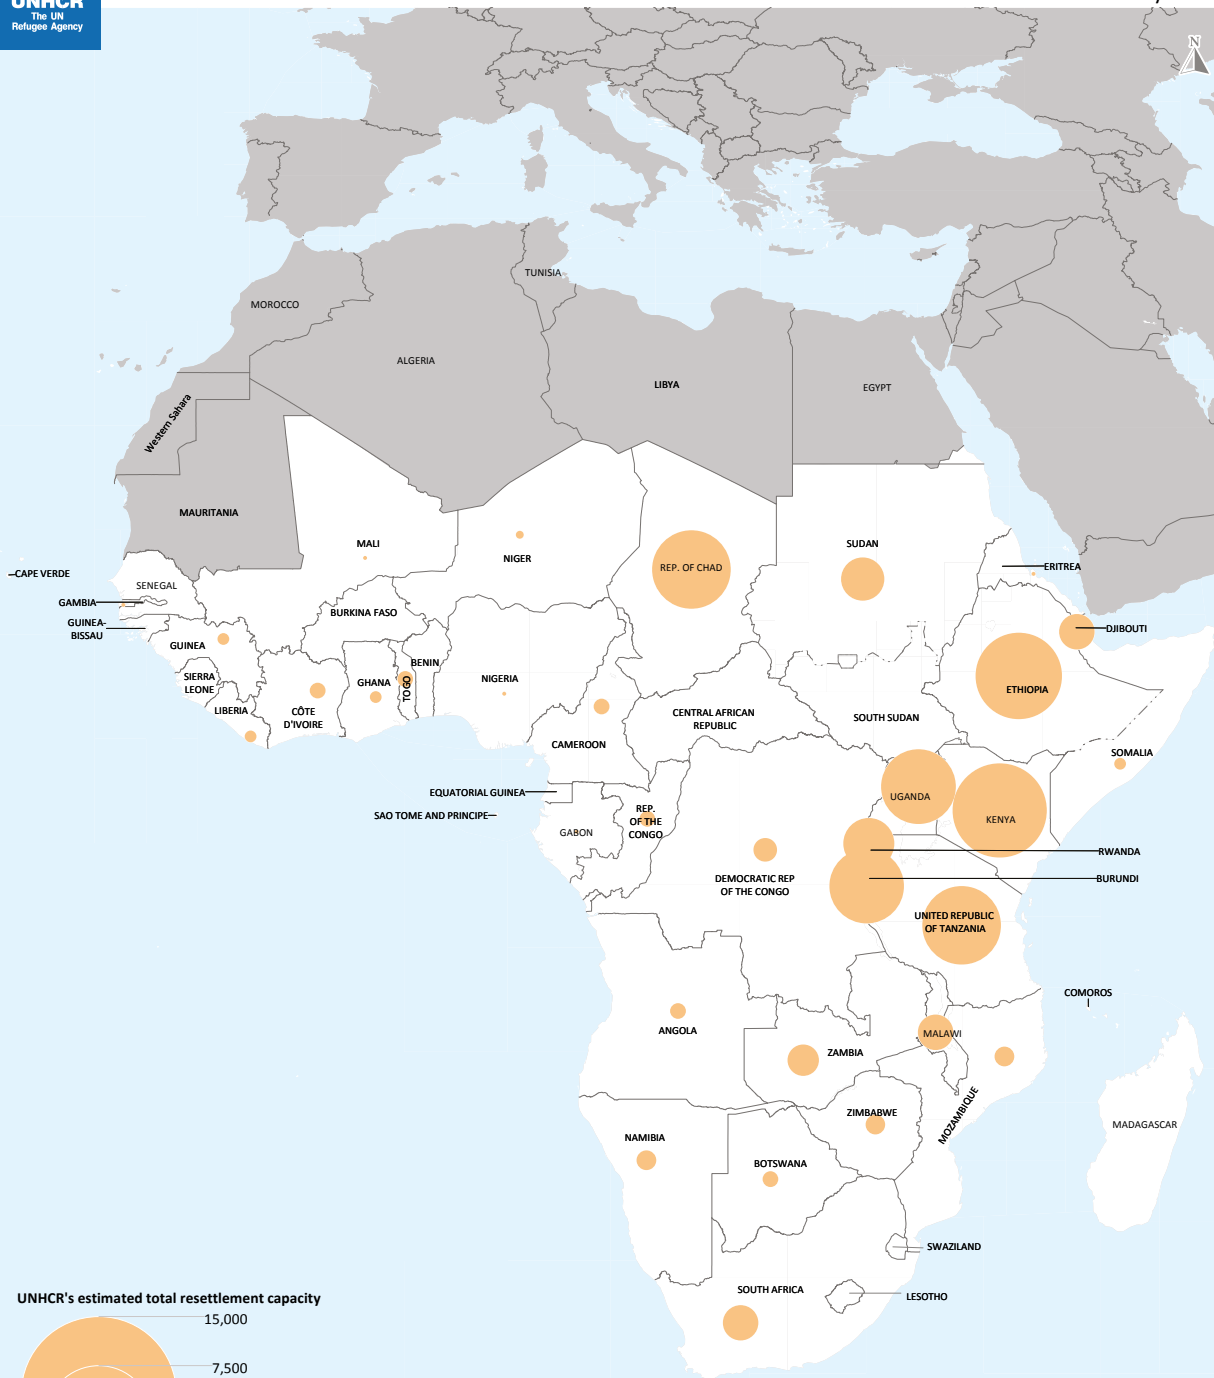 UNHCR
The UN
Refugee Agency
N
TUNISIA
MOROCCO
ALGERIA
LIBYA
EGYPT
Western Sahara
MAURITANIA
MALI
NIGER
REP. OF CHAD
SUDAN
ERITREA
CAPE VERDE
SENEGAL
GAMBIA
GUINEA-
BISSAU
BURKINA FASO
DJIBOUTI
GUINEA
BENIN
SIERRA
LEONE
GHANA
TOGO
NIGERIA
ETHIOPIA
LIBERIA
CÔTE
D'IVOIRE
CENTRAL AFRICAN
REPUBLIC
SOUTH SUDAN
CAMEROON
SOMALIA
EQUATORIAL GUINEA
UGANDA
SAO TOME AND PRINCIPE
REP.
OF THE
CONGO
KENYA
GABON
RWANDA
DEMOCRATIC REP
OF THE CONGO
BURUNDI
UNITED REPUBLIC
OF TANZANIA
COMOROS
ANGOLA
MALAWI
ZAMBIA
ZIMBABWE
MOZAMBIQUE
MADAGASCAR
NAMIBIA
BOTSWANA
SWAZILAND
SOUTH AFRICA
LESOTHO
UNHCR's estimated total resettlement capacity
15,000
7,500